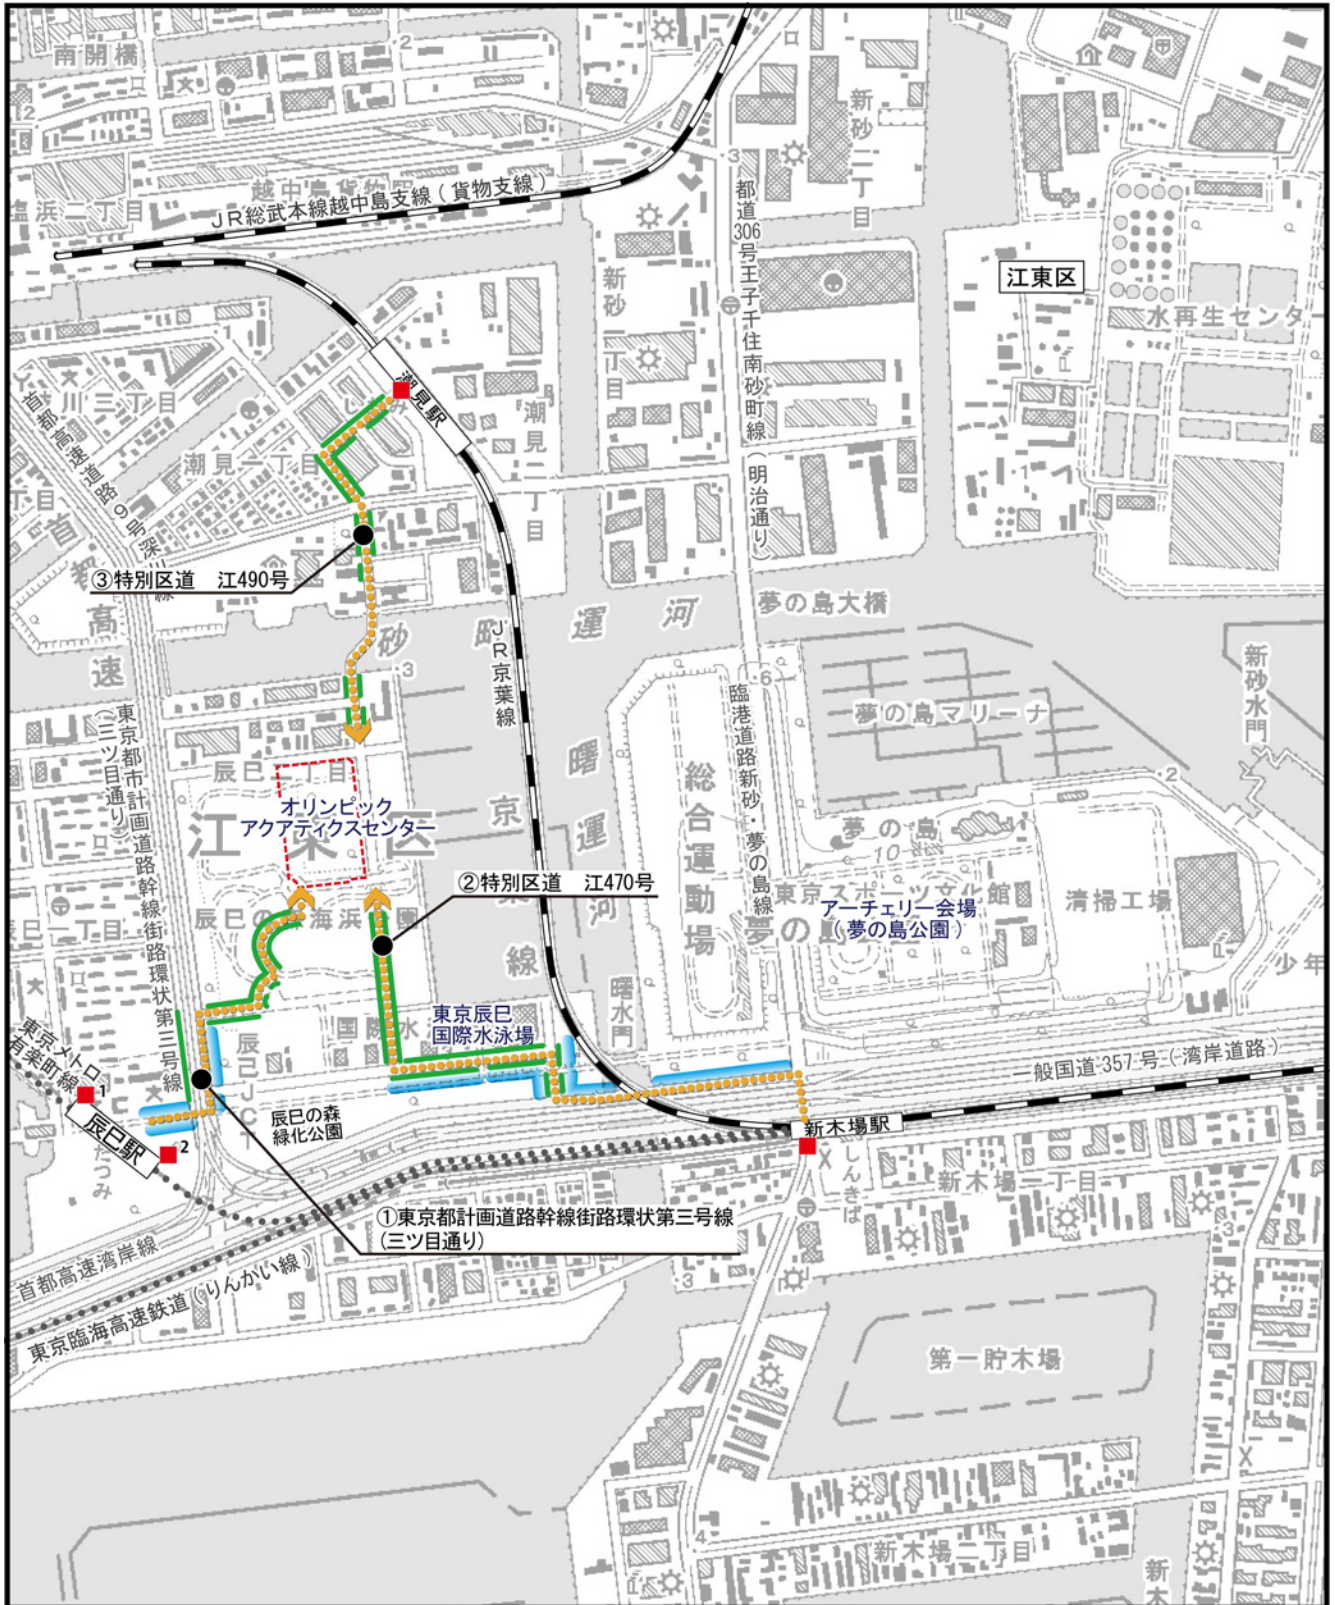 南開橋
越中島貨物
JR総武本線越中島支線(貨物支線)
塩浜二丁目
新砂二丁目
新砂一丁目
都道306号王子千住南砂町線(明治通り)
江東区
水再生センター
潮見駅
潮見二丁目
潮見一丁目
川三丁目
首都高速道路9号深川線
首都高速
③特別区道 江490号
砂町運河
夢の島大橋
JR京葉線
新砂水門
夢の島マリーナ
臨港道路新砂・夢の島線
東京都市計画道路幹線街路環状第三号線
(三ツ目通り)
辰巳二丁目
オリンピック
アクアティクスセンター
江東区
曙運河
京葉線
総合運動場
夢の島
10
②特別区道 江470号
東京スポーツ文化館
アーチェリー会場
(夢の島公園)
夢の島
清掃工場
少年
辰巳の森海浜公園
辰巳一丁目
東京辰巳
国際水泳場
国際水
曙水門
一般国道357号(湾岸道路)
東京メトロ
有楽町線
1
辰巳駅
2
たつみ
辰巳JCT
辰巳の森
緑化公園
新木場駅
しんきば
新木場一丁目
①東京都計画道路幹線街路環状第三号線
(三ツ目通り)
首都高速湾岸線
東京臨海高速鉄道(りんかい線)
第一貯木場
新木場二丁目
新木